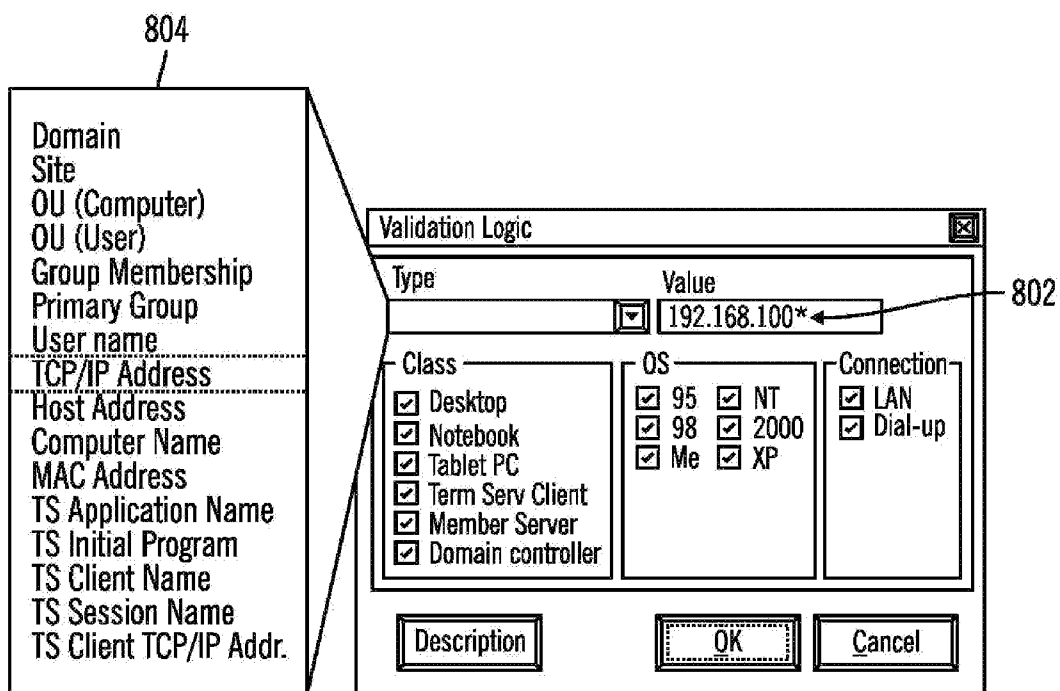 804
Domain
Site
OU (Computer)
OU (User)
Group Membership
Primary Group
User name
TCP/IP Address
Host Address
Computer Name
MAC Address
TS Application Name
TS Initial Program
TS Client Name
TS Session Name
TS Client TCP/IP Addr.
Validation Logic
Type
Value
192.168.100*
802
Class
Desktop
Notebook
Tablet PC
Term Serv Client
Member Server
Domain controller
OS
95 NT
98 2000
Me XP
Connection
LAN
Dial-up
Description
OK
Cancel